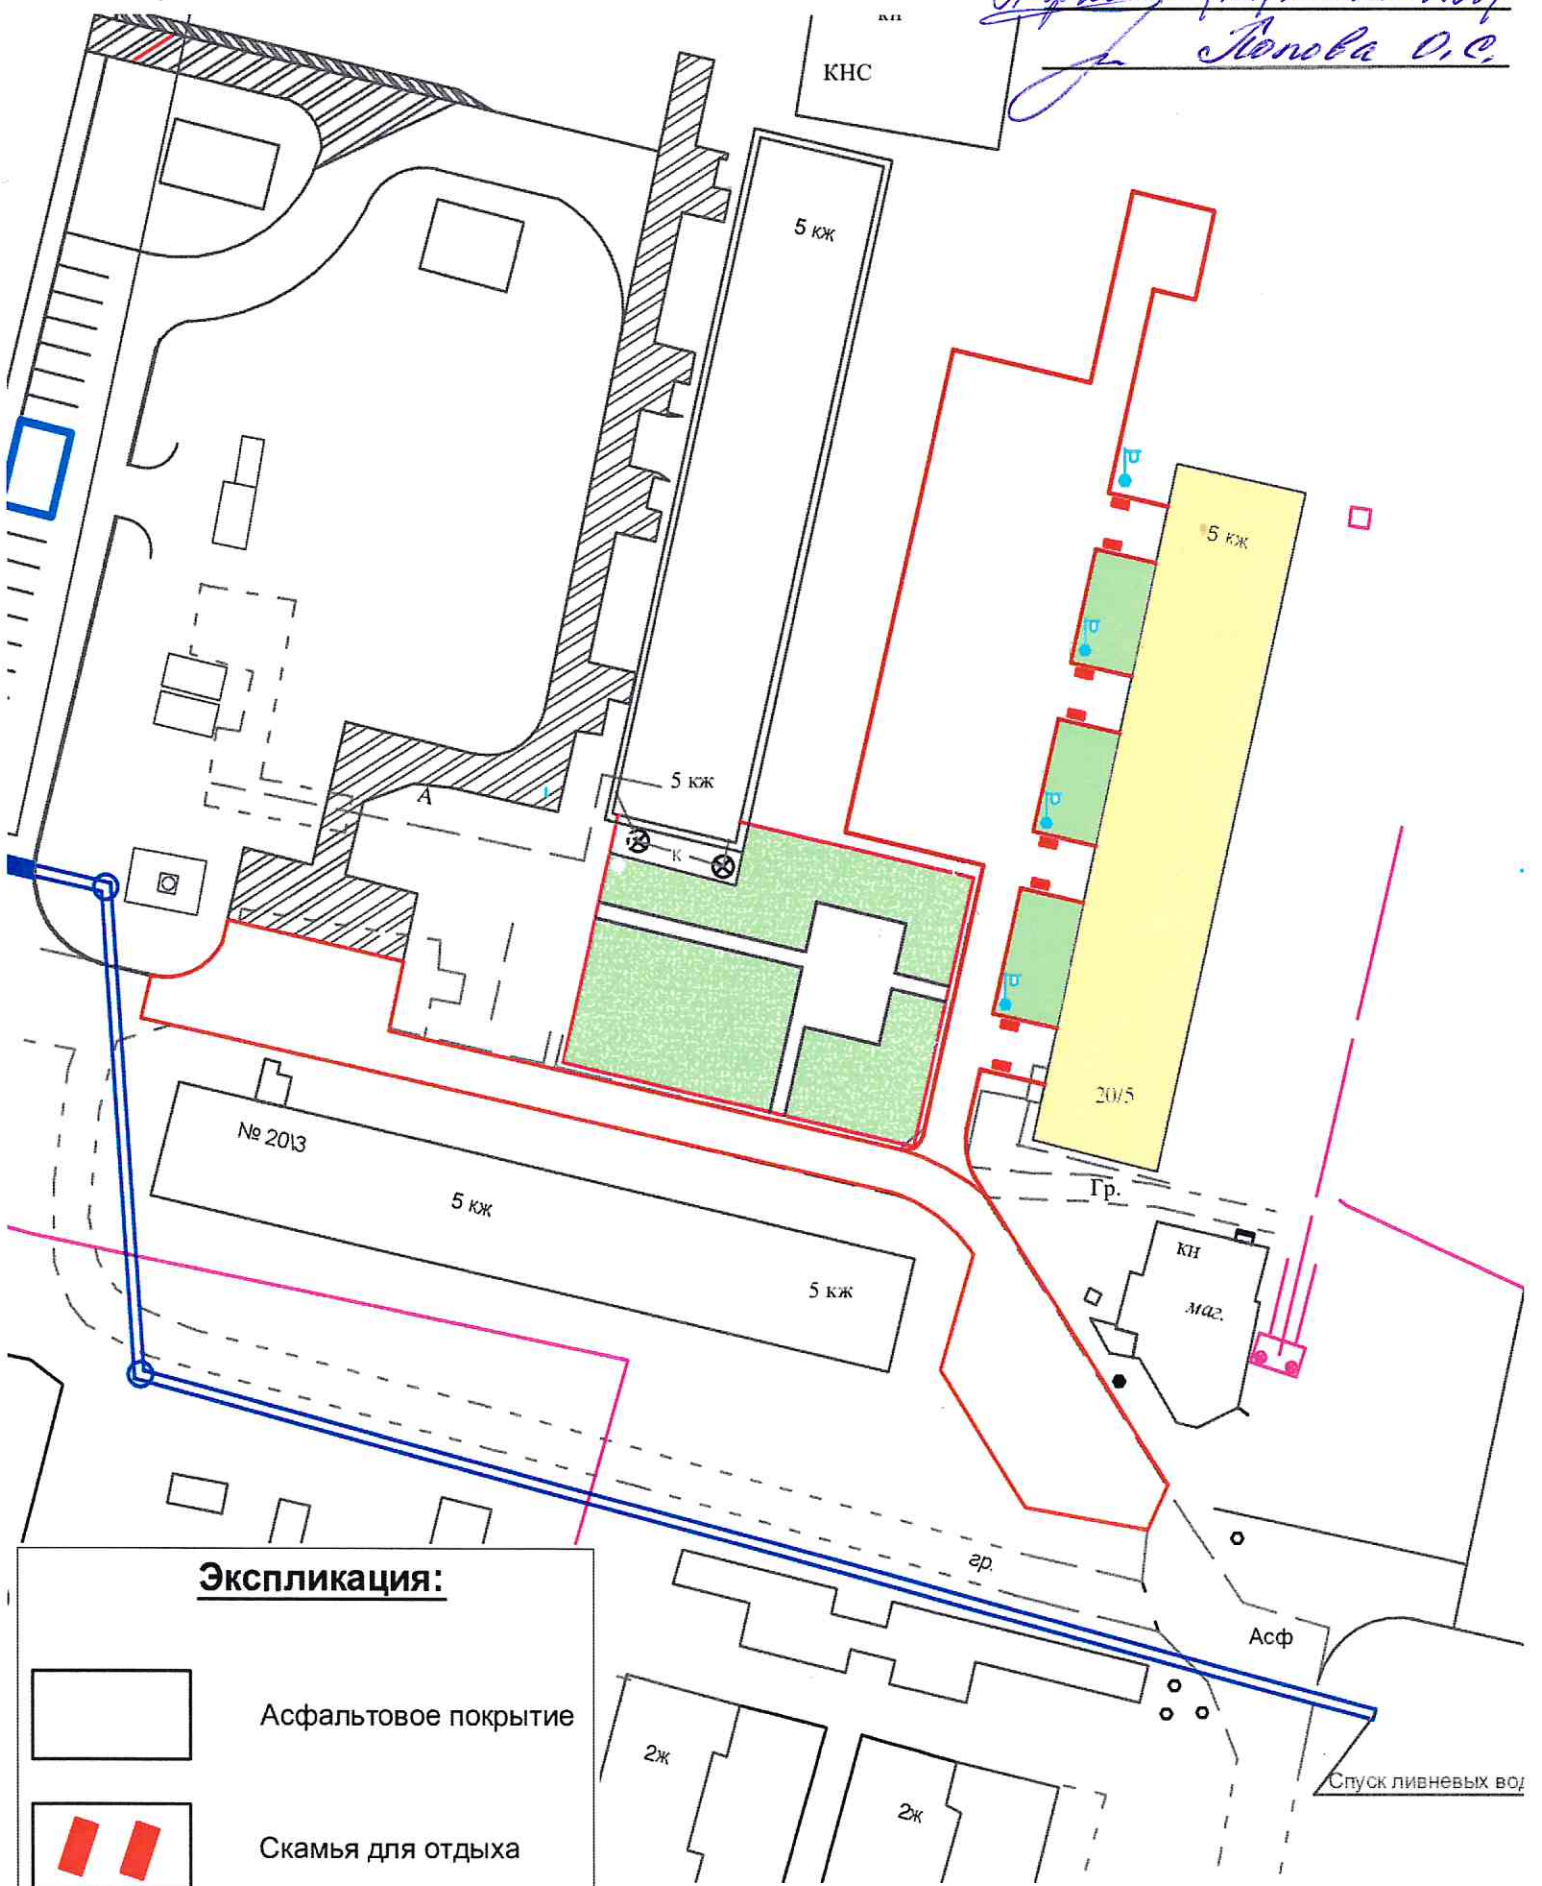 Попова О.С.
КНС
5 кж
5 кж
5 кж
А
к
20/5
№ 20\3
Гр.
5 кж
кн
5 кж
маг.
Экспликация:
гр.
Асф
Асфальтовое покрытие
2ж
Спуск ливневых вод
2ж
Скамья для отдыха